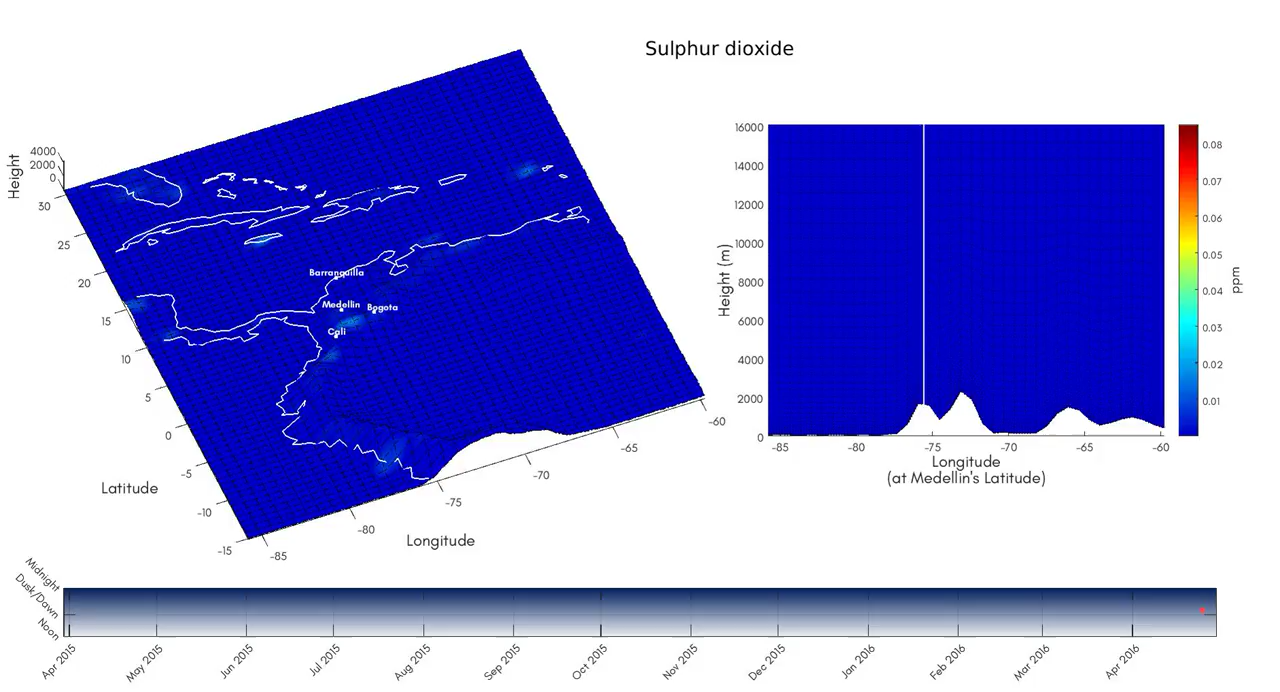 Sulphur dioxide
Height
4000
2000
0
30
25
20
15
10
5
0
-5
-10
-15
Latitude
Barranquilla
Medellin
Bogota
Cali
-85
-80
-75
-70
-65
-60
Longitude
Height (m)
16000
14000
12000
10000
8000
6000
4000
2000
0
-85
-80
-75
-70
-65
-60
Longitude
(at Medellin's Latitude)
0.08
0.07
0.06
0.05
0.04
0.03
0.02
0.01
ppm
Midnight
Dusk/Dawn
Noon
Apr 2015
May 2015
Jun 2015
Jul 2015
Aug 2015
Sep 2015
Oct 2015
Nov 2015
Dec 2015
Jan 2016
Feb 2016
Mar 2016
Apr 2016